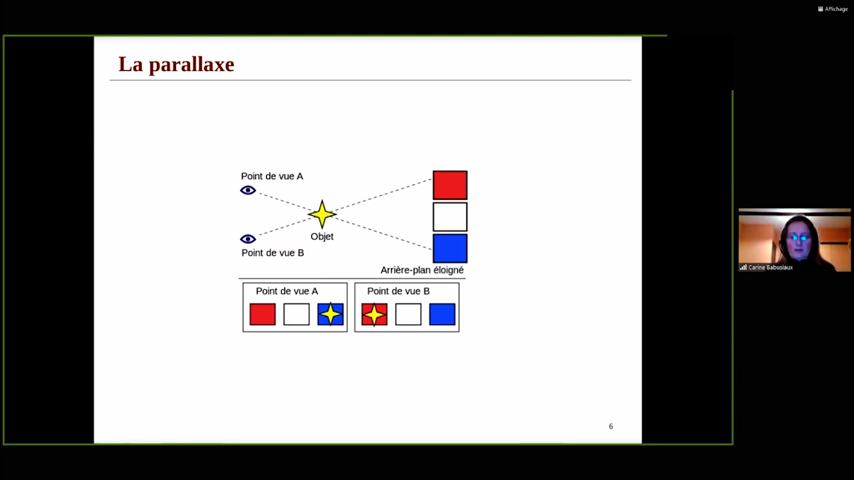 Affichage
La parallaxe
Point de vue A
Objet
Point de vue B
Arrière-plan éloigné
Point de vue A
Point de vue B
Carine Babusiaux
6